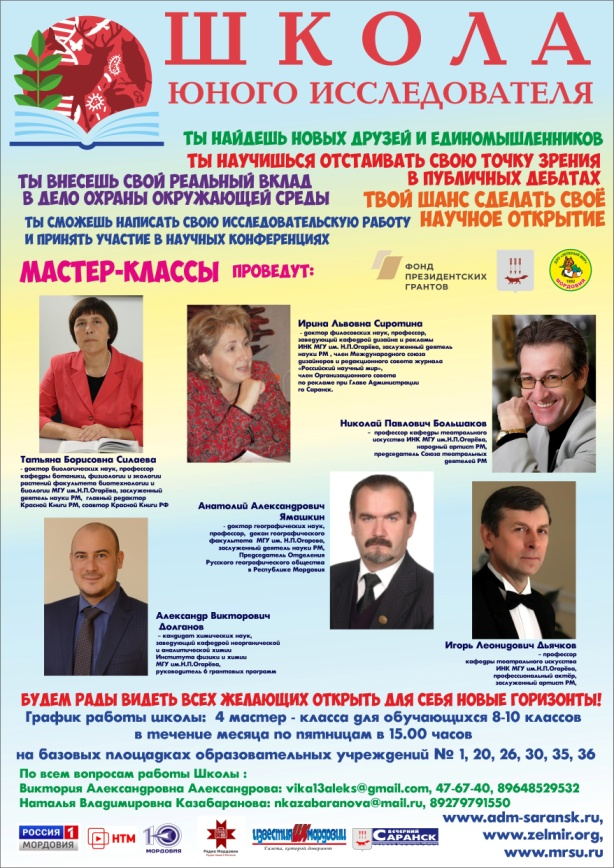 ШКОЛА
ЮНОГО ИССЛЕДОВАТЕЛЯ
ТЫ НАЙДЕШЬ НОВЫХ ДРУЗЕЙ И ЕДИНОМЫШЛЕННИКОВ
ТЫ НАУЧИШЬСЯ ОТСТАИВАТЬ СВОЮ ТОЧКУ ЗРЕНИЯ
В ПУБЛИЧНЫХ ДЕБАТАХ
ТЫ ВНЕСЕШЬ СВОЙ РЕАЛЬНЫЙ ВКЛАД
В ДЕЛО ОХРАНЫ ОКРУЖАЮЩЕЙ СРЕДЫ
ТВОЙ ШАНС СДЕЛАТЬ СВОЁ
НАУЧНОЕ ОТКРЫТИЕ
ТЫ СМОЖЕШЬ НАПИСАТЬ СВОЮ ИССЛЕДОВАТЕЛЬСКУЮ РАБОТУ
И ПРИНЯТЬ УЧАСТИЕ В НАУЧНЫХ КОНФЕРЕНЦИЯХ
МАСТЕР-КЛАССЫ ПРОВЕДУТ:
ФОНД
ПРЕЗИДЕНТСКИХ
ГРАНТОВ
МОРДОВИЯ
Ирина Львовна Сиротина
- доктор философских наук, профессор,
заведующий кафедрой дизайна и рекламы
ИНК МГУ им. Н.П.Огарёва, заслуженный деятель
науки РМ , член Международного союза
дизайнеров и редакционного совета журнала
«Российский научный мир»,
член Организационного совета
по рекламе при Главе Администрации
го Саранск.
Николай Павлович Большаков
- профессор кафедры театрального
искусства ИНК МГУ им.Н.П.Огарёва,
народный артист РМ,
председатель Союза театральных
деятелей РМ
Татьяна Борисовна Силаева
- доктор биологических наук, профессор
кафедры ботаники, физиологии и экологии
растений факультета биотехнологии и
биологии МГУ им.Н.П.Огарёва, заслуженный
деятель науки РМ, главный редактор
Красной Книги РМ, соавтор Красной Книги РФ
Анатолий Александрович
Ямашкин
- доктор географических наук,
профессор, декан географического
факультета МГУ им. Н.П.Огарева,
заслуженный деятель науки РМ,
Председатель Отделения
Русского географического общества
в Республике Мордовия
Александр Викторович
Долганов
- кандидат химических наук,
заведующий кафедрой неорганической
и аналитической химии
Института физики и химии
МГУ им.Н.П.Огарёва,
руководитель 6 грантовых программ
Игорь Леонидович Дьячков
- профессор
кафедры театрального искусства
ИНК МГУ им. Н.П.Огарёва,
профессиональный актёр,
заслуженный артист РМ,
БУДЕМ РАДЫ ВИДЕТЬ ВСЕХ ЖЕЛАЮЩИХ ОТКРЫТЬ ДЛЯ СЕБЯ НОВЫЕ ГОРИЗОНТЫ!
График работы школы: 4 мастер - класса для обучающихся 8-10 классов
в течение месяца по пятницам в 15.00 часов
на базовых площадках образовательных учреждений № 1, 20, 26, 30, 35, 36
По всем вопросам работы Школы :
Виктория Александровна Александрова: vika13aleks@gmail.com, 47-67-40, 89648529532
Наталья Владимировна Казабаранова: nkazabaranova@mail.ru, 89279791550
www.adm-saransk.ru,
www.zelmir.org,
www.mrsu.ru
РОССИЯ 1
МОРДОВИЯ
НТМ
10 МОРДОВИЯ
Радио Мордовии
ИЗВЕСТИЯ МОРДОВИИ
Газета, которой доверяют
ВЕЧЕРНИЙ
САРАНСК